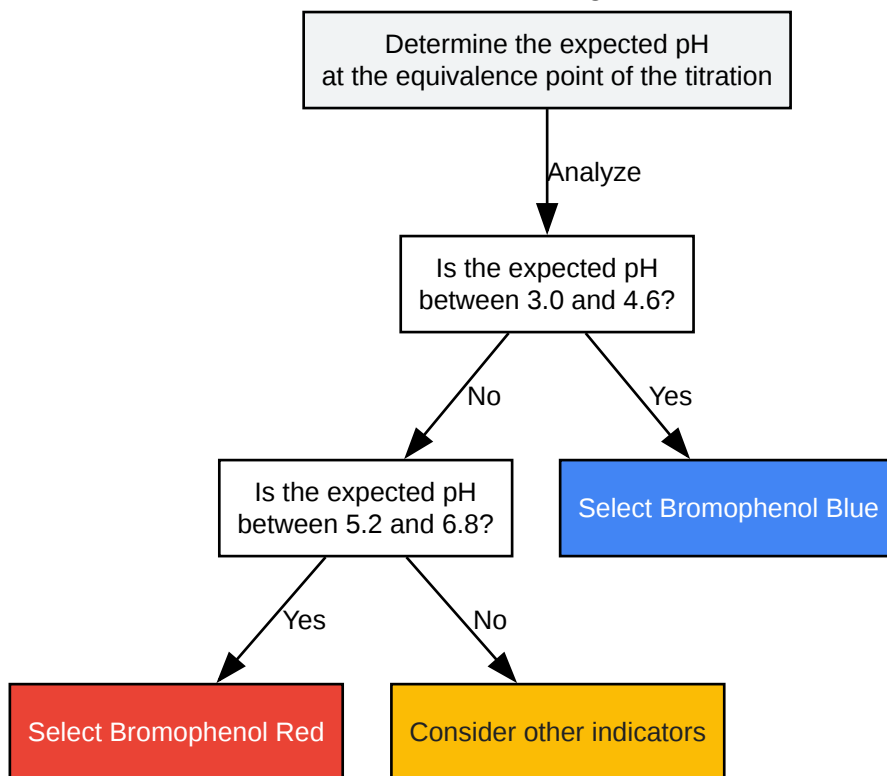 Determine the expected pH
at the equivalence point of the titration
Analyze
Is the expected pH
between 3.0 and 4.6?
No
Yes
Is the expected pH
between 5.2 and 6.8?
Select Bromophenol Blue
Yes
No
Select Bromophenol Red
Consider other indicators